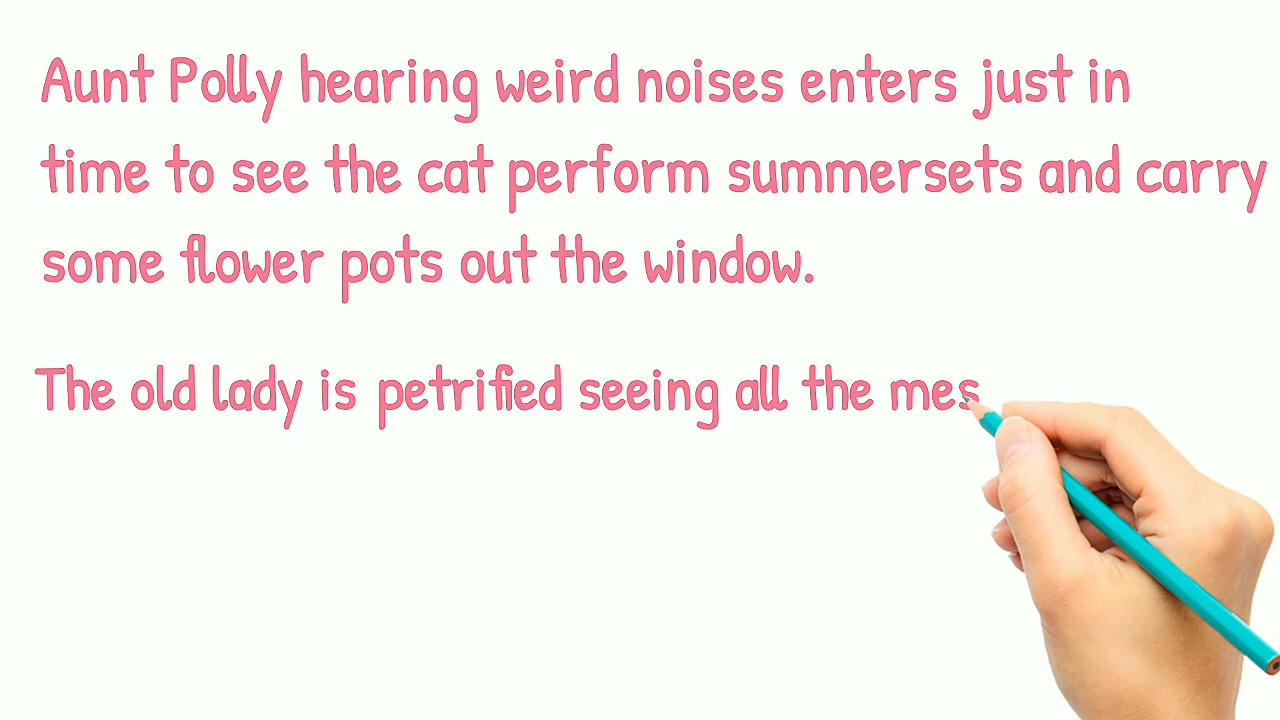 Aunt Polly hearing weird noises enters just in
time to see the cat perform summersets and carry
some flower pots out the window.
The old lady is petrified seeing all the mes